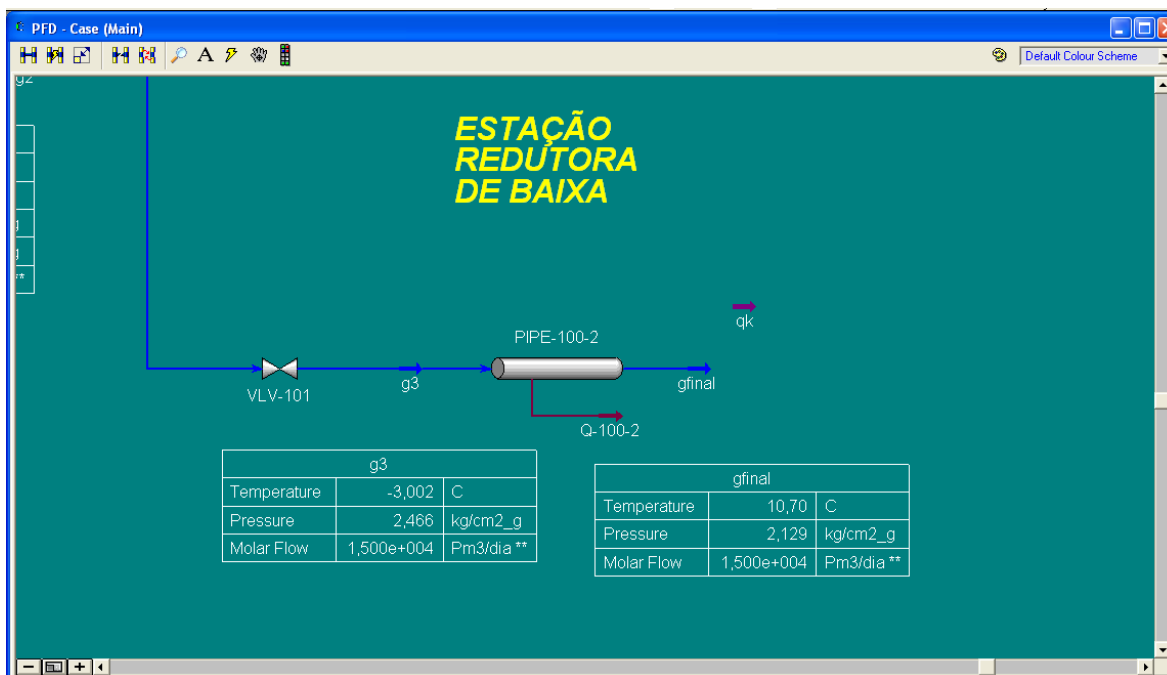 PFD - Case (Main)
A
Default Colour Scheme
g2
ESTAÇÃO
REDUTORA
DE BAIXA
qk
PIPE-100-2
VLV-101
g3
gfinal
Q-100-2
g3
Temperature -3,002 C
Pressure 2,466 kg/cm2_g
Molar Flow 1,500e+004 Pm3/dia **
gfinal
Temperature 10,70 C
Pressure 2,129 kg/cm2_g
Molar Flow 1,500e+004 Pm3/dia **